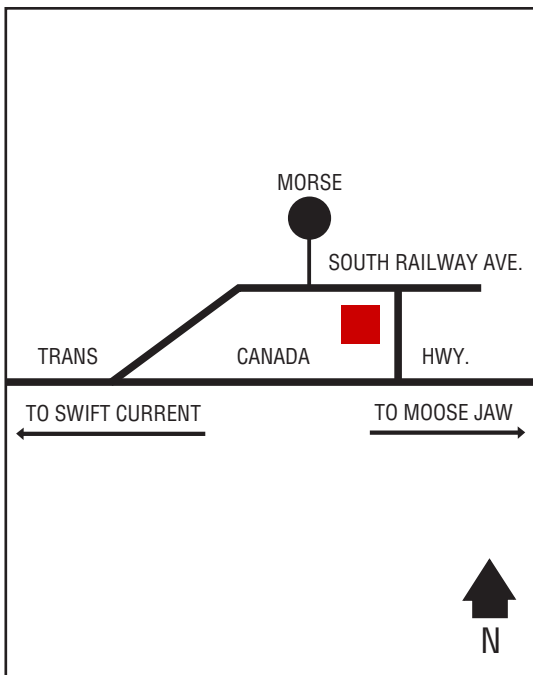 MORSE
SOUTH RAILWAY AVE.
TRANS CANADA HWY.
TO SWIFT CURRENT
TO MOOSE JAW
N